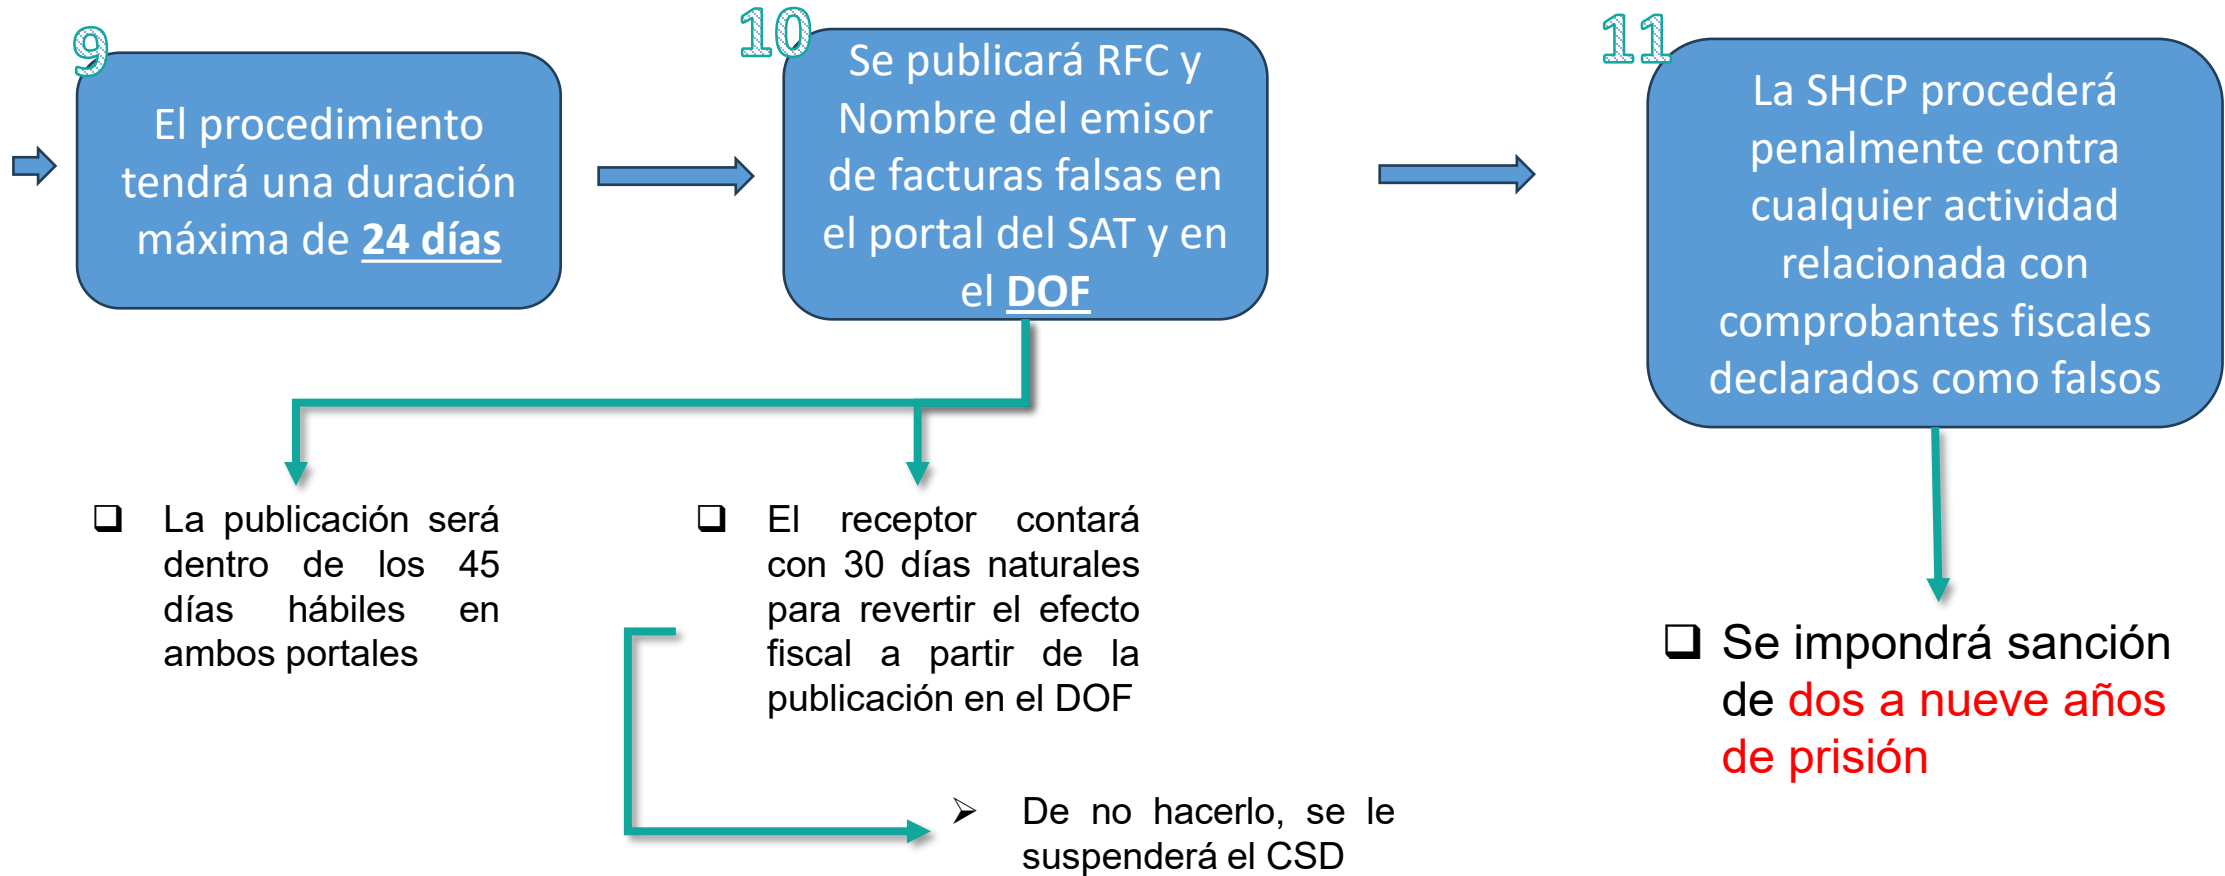 9
El procedimiento
tendrá una duración
máxima de 24 días
10
Se publicará RFC y
Nombre del emisor
de facturas falsas en
el portal del SAT y en
el DOF
11
La SHCP procederá
penalmente contra
cualquier actividad
relacionada con
comprobantes fiscales
declarados como falsos
❑ La publicación será
dentro de los 45
días hábiles en
ambos portales
❑ El receptor contará
con 30 días naturales
para revertir el efecto
fiscal a partir de la
publicación en el DOF
➢ De no hacerlo, se le
suspenderá el CSD
❑ Se impondrá sanción
de dos a nueve años
de prisión